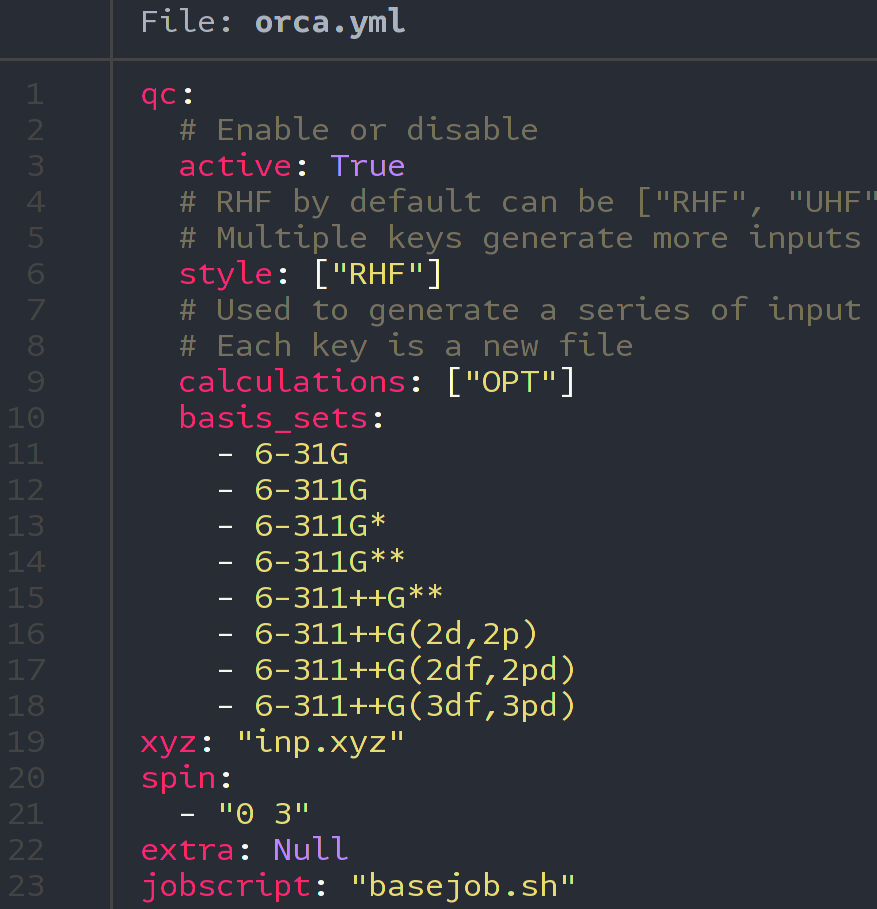 File: orca.yml
1 qc:
2 # Enable or disable
3 active: True
4 # RHF by default can be ["RHF", "UHF"
5 # Multiple keys generate more inputs
6 style: ["RHF"]
7 # Used to generate a series of input
8 # Each key is a new file
9 calculations: ["OPT"]
10 basis_sets:
11 - 6-31G
12 - 6-311G
13 - 6-311G*
14 - 6-311G**
15 - 6-311++G**
16 - 6-311++G(2d,2p)
17 - 6-311++G(2df,2pd)
18 - 6-311++G(3df,3pd)
19 xyz: "inp.xyz"
20 spin:
21 - "0 3"
22 extra: Null
23 jobscript: "basejob.sh"